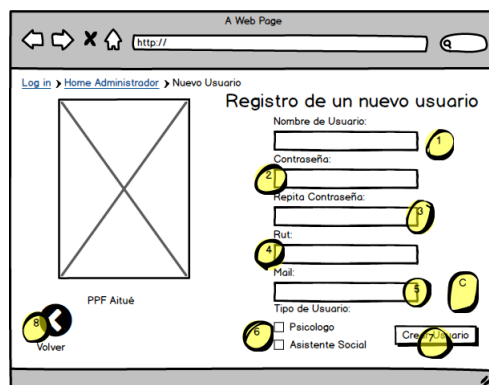 A Web Page
http://
Log in > Home Administrador > Nuevo Usuario
Registro de un nuevo usuario
Nombre de Usuario:
1
Contraseña:
2
Repita Contraseña:
3
Rut:
4
Mail:
5
C
PPF Aitué
Tipo de Usuario:
8
6
Psicologo
Crear Usuario
7
Volver
Asistente Social